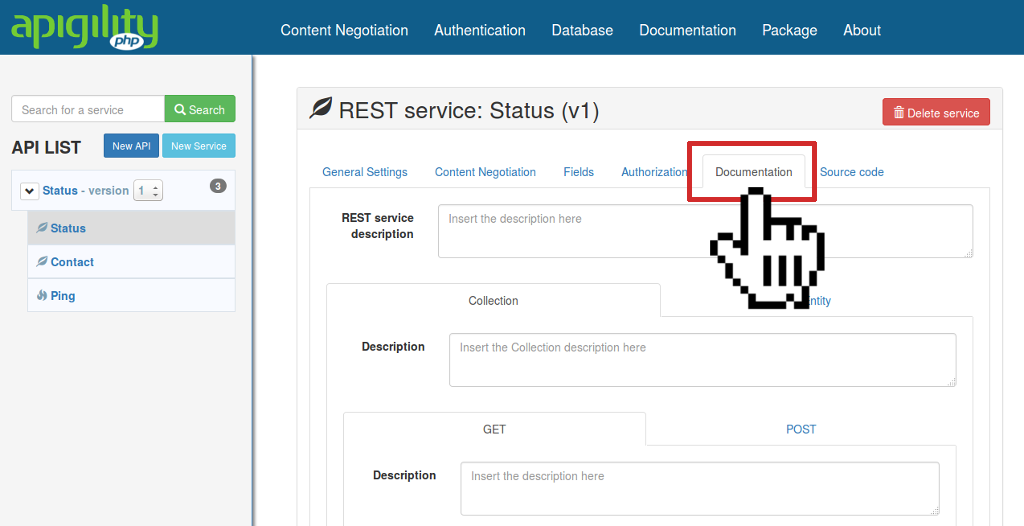 apigility
php
Content Negotiation Authentication Database Documentation Package About
Search for a service Search
API LIST New API New Service
Status - version 1 3
Status
Contact
Ping
REST service: Status (v1) Delete service
General Settings Content Negotiation Fields Authorization Documentation Source code
REST service description Insert the description here
Collection ntity
Description Insert the Collection description here
GET POST
Description Insert the description here